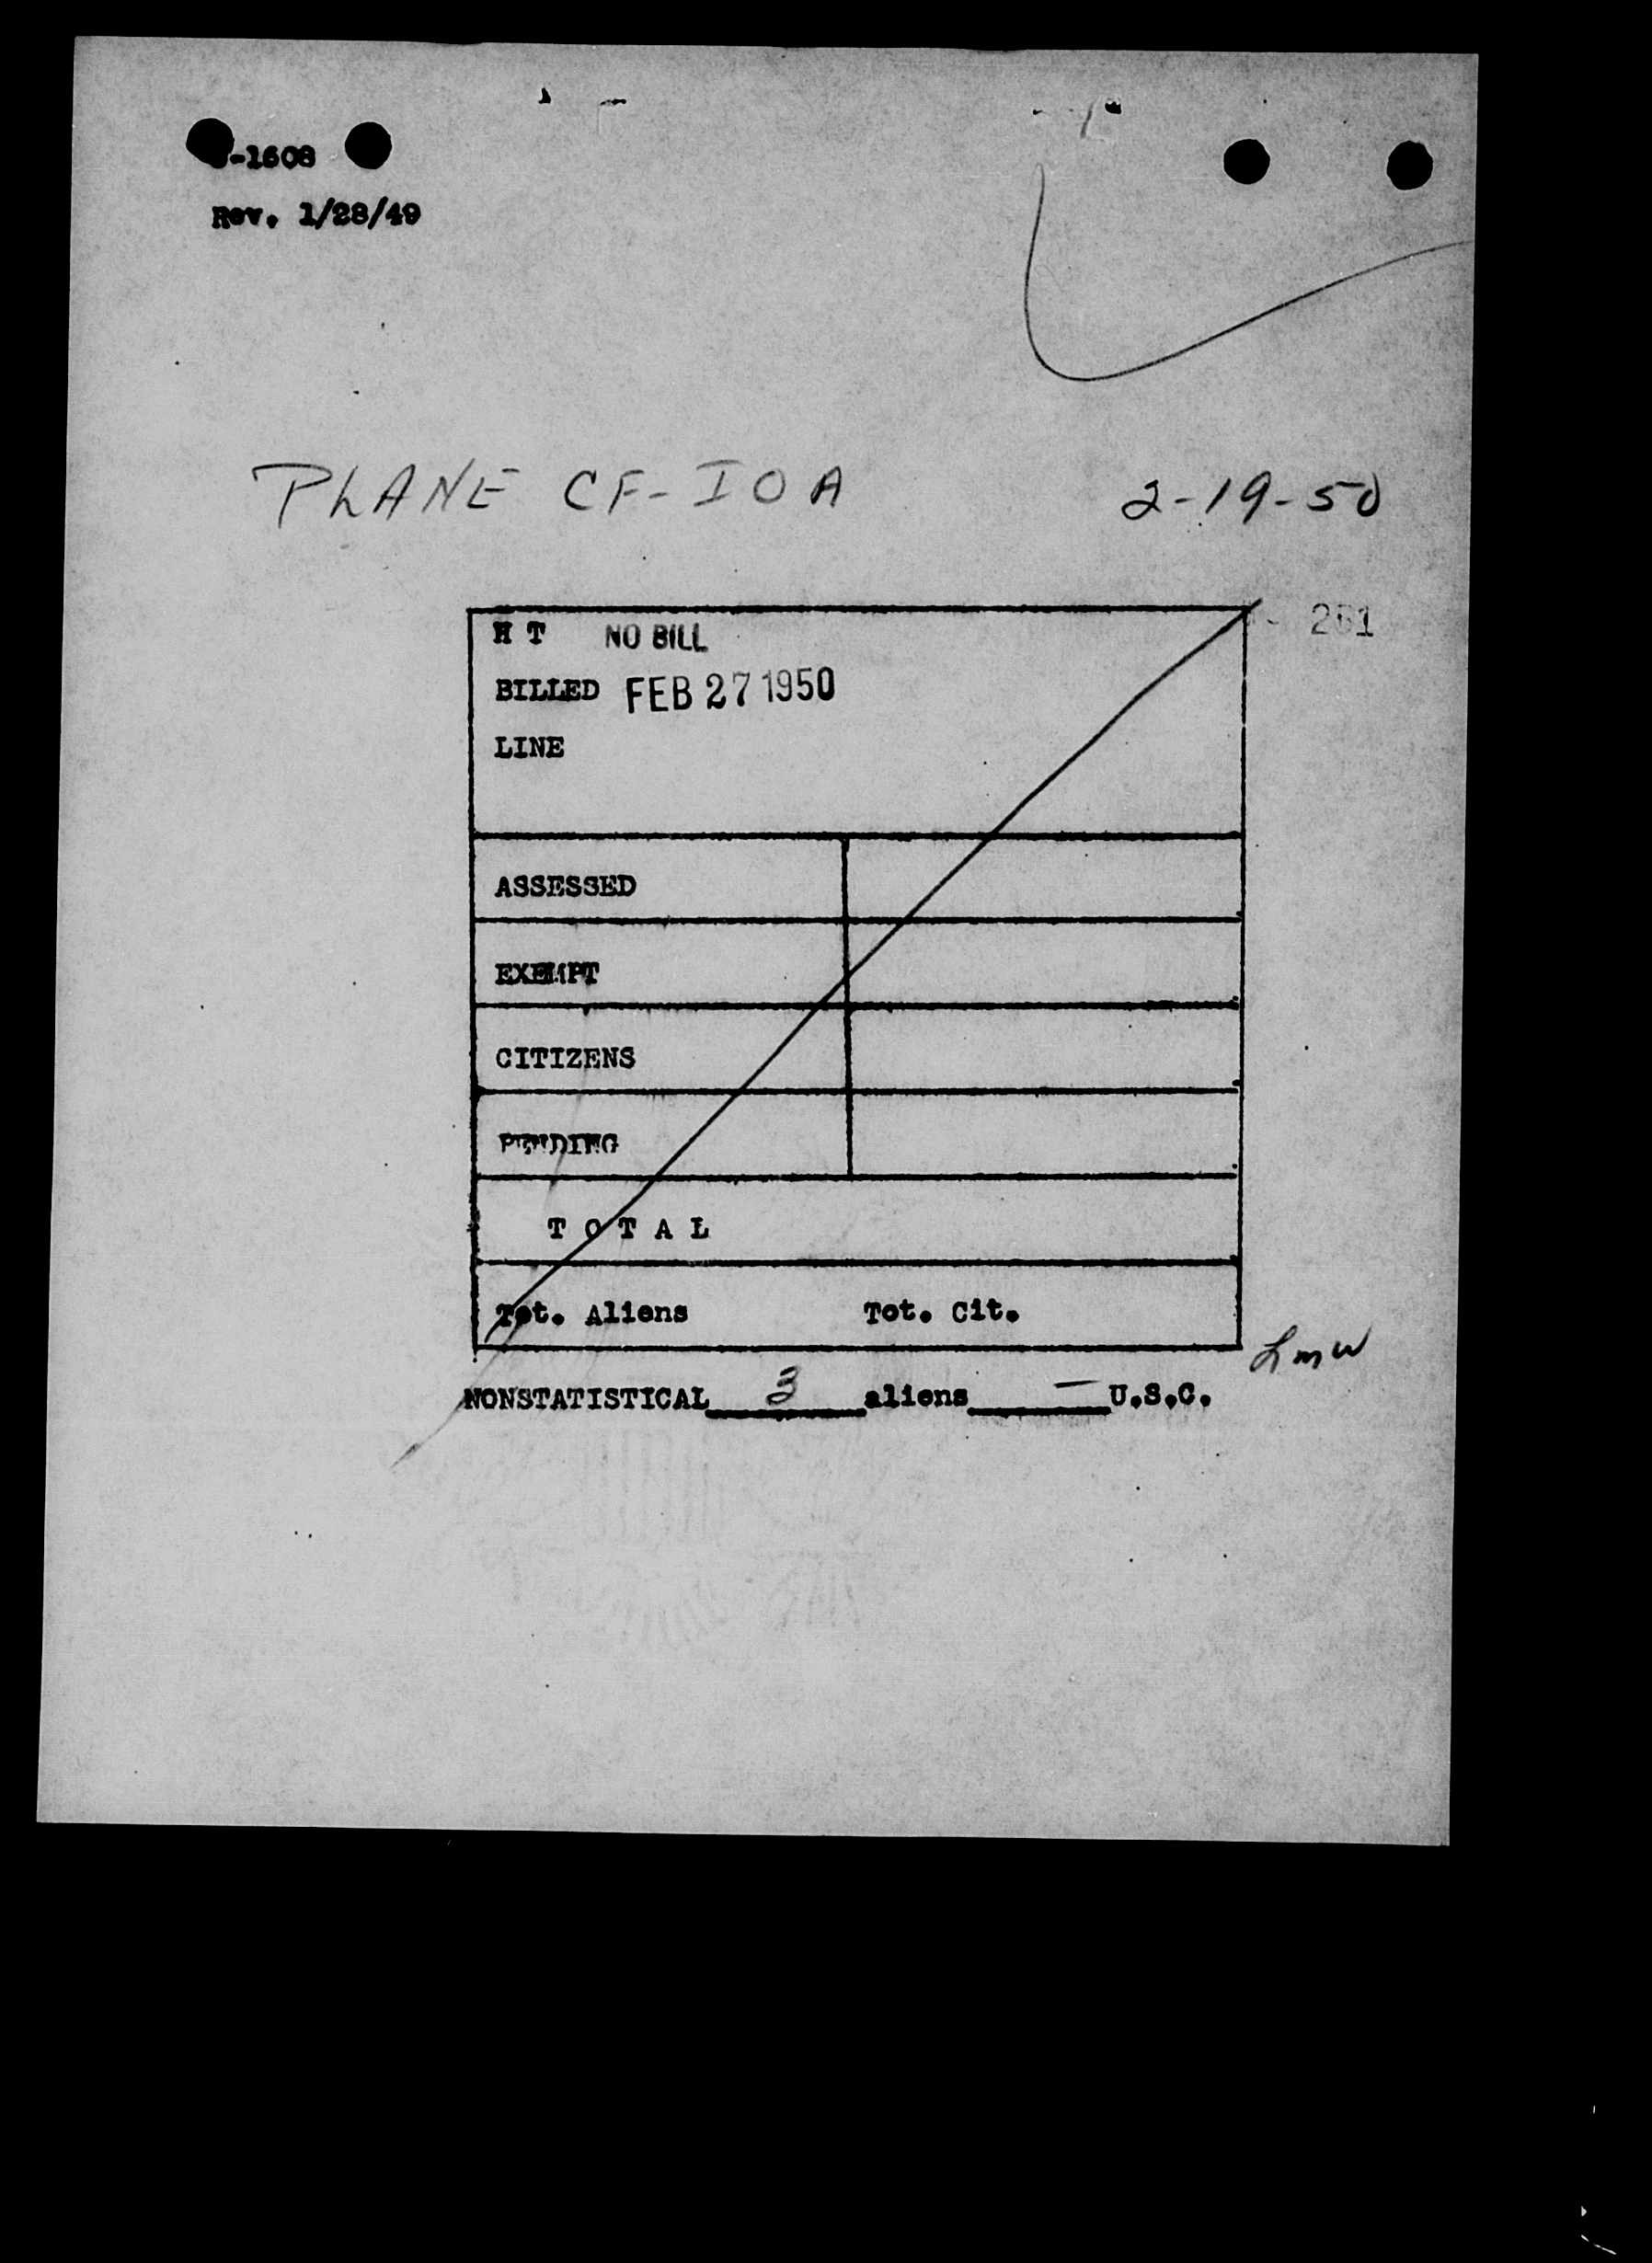 -1608
Rev. 1/28/49
PLANE CF-IOA 2-19-50
H T NO BILL
BILLED FEB 27 1950
LINE
ASSESSED
EXEMPT
CITIZENS
PENDING
T O T A L
Tot. Aliens Tot. Cit.
Lmw
NONSTATISTICAL 3 aliens — U.S.C.